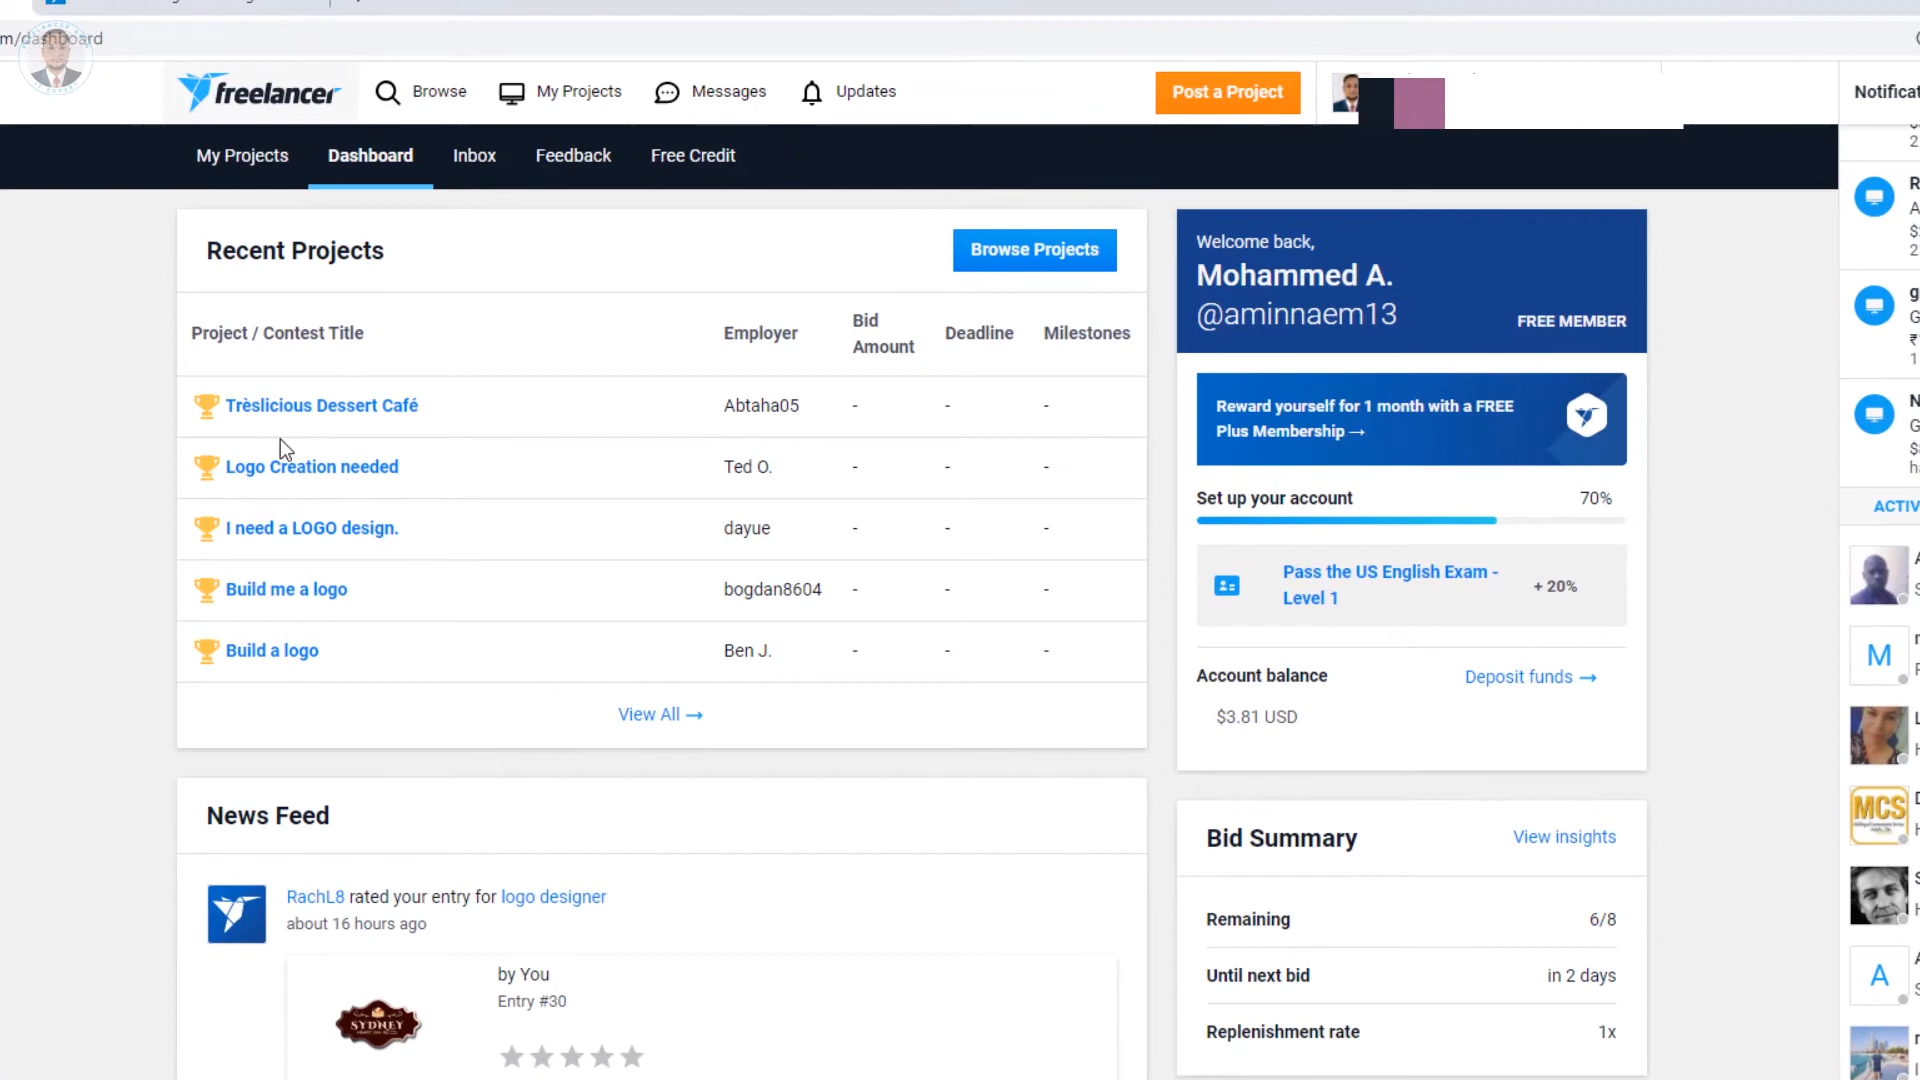 m/dashboard
freelancer
Browse
My Projects
Messages
Updates
Post a Project
My Projects
Dashboard
Inbox
Feedback
Free Credit
Recent Projects
Browse Projects
Project / Contest Title
Employer
Bid
Amount
Deadline
Milestones
Trèslicious Dessert Café
Abtaha05
-
-
-
Logo Creation needed
Ted O.
-
-
-
I need a LOGO design.
dayue
-
-
-
Build me a logo
bogdan8604
-
-
-
Build a logo
Ben J.
-
-
-
View All →
News Feed
RachL8 rated your entry for logo designer
about 16 hours ago
by You
Entry #30
SYDNEY
Welcome back,
Mohammed A.
@aminnaem13
FREE MEMBER
Reward yourself for 1 month with a FREE
Plus Membership →
Set up your account
70%
Pass the US English Exam -
Level 1
+ 20%
Account balance
Deposit funds →
$3.81 USD
Bid Summary
View insights
Remaining
6/8
Until next bid
in 2 days
Replenishment rate
1x
M
MCS
A